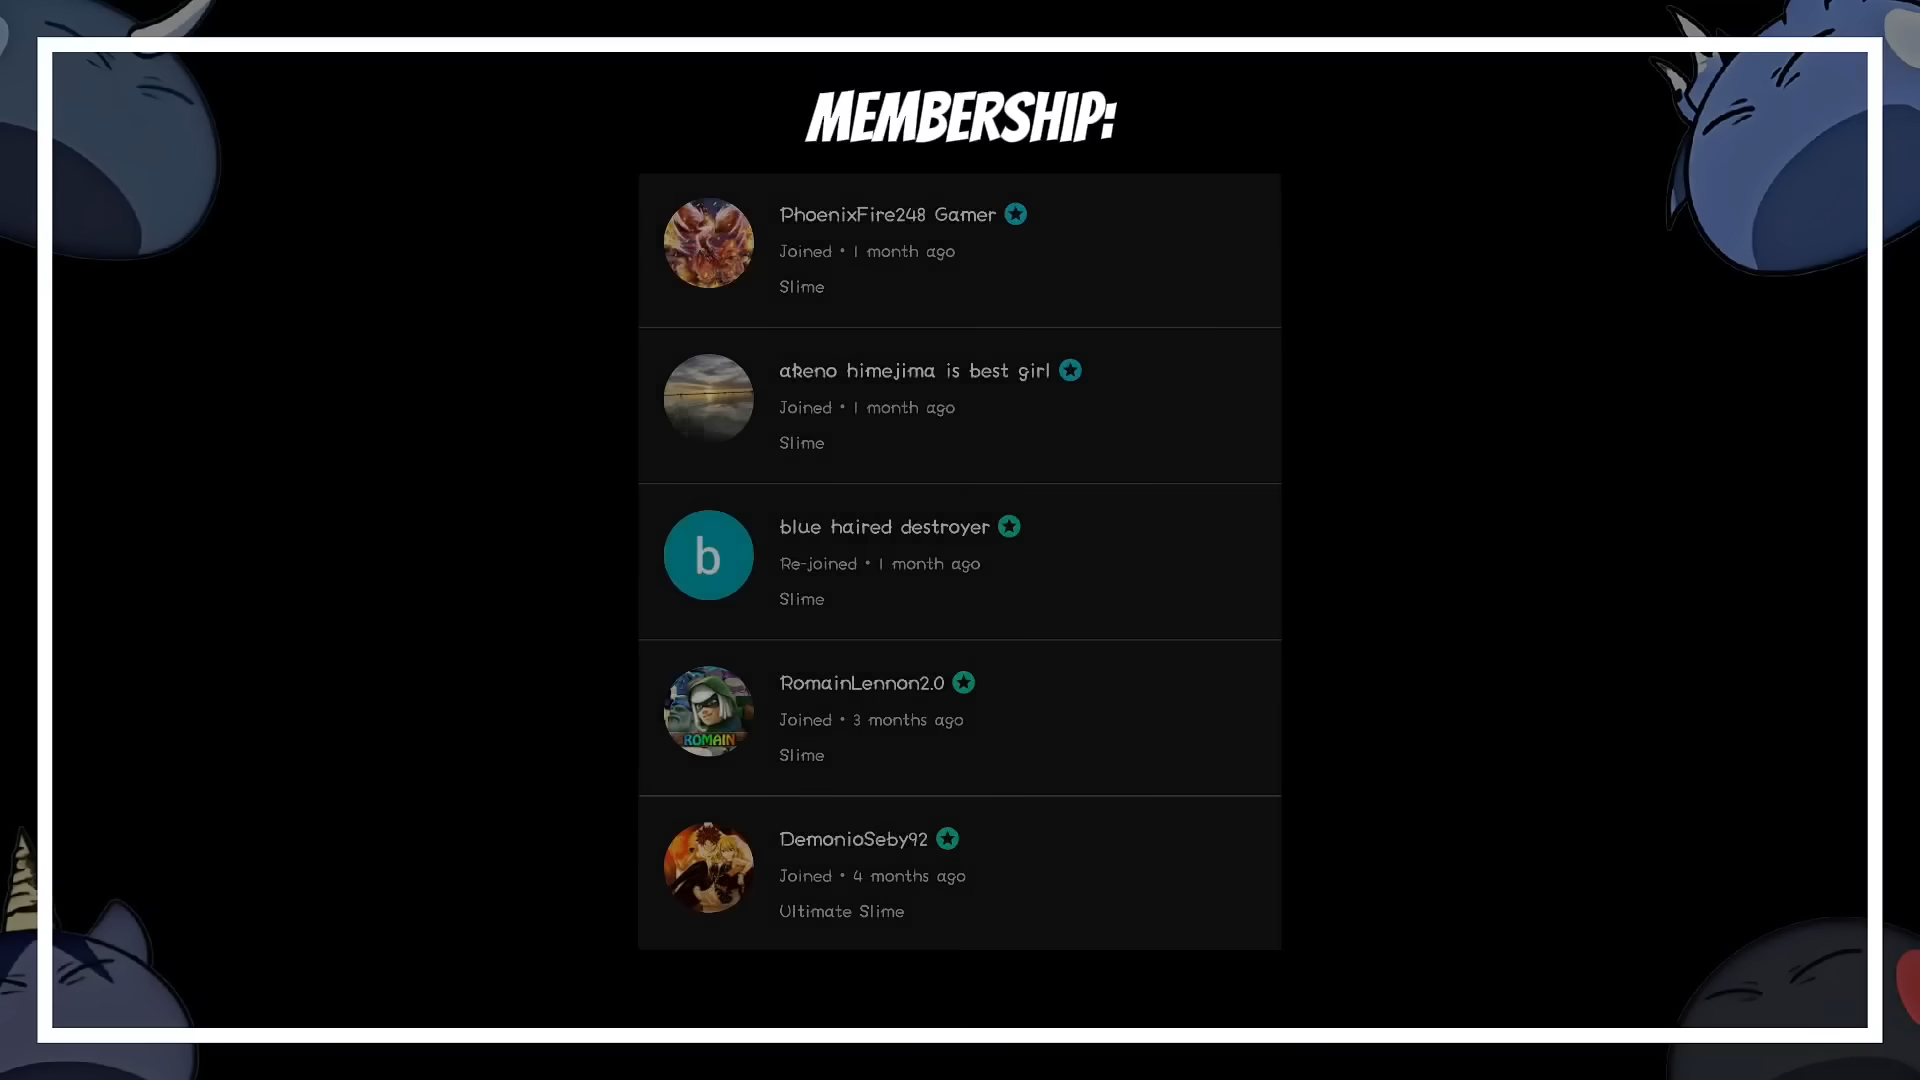 MEMBERSHIP:
PhoenixFire248 Gamer
Joined • 1 month ago
Slime
akeno himejima is best girl
Joined • 1 month ago
Slime
b
blue haired destroyer
Re-joined • 1 month ago
Slime
RomainLennon2.0
Joined • 3 months ago
ROMAIN
Slime
DemonioSeby92
Joined • 4 months ago
Ultimate Slime